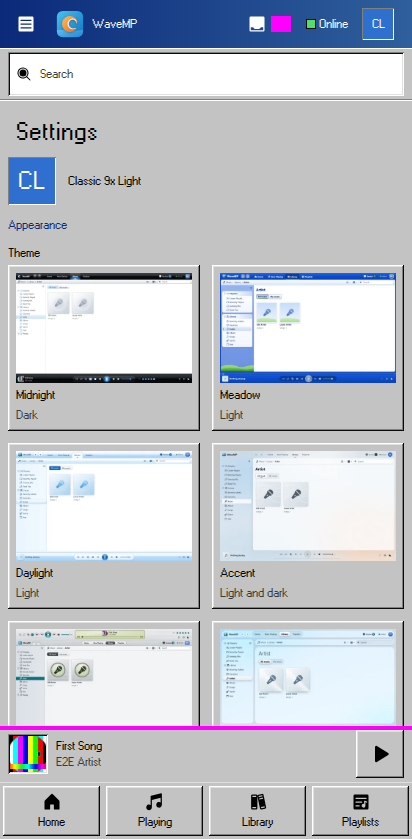 WaveMP
Online
CL
Search
Settings
CL
Classic 9x Light
Appearance
Theme
Midnight
Dark
Meadow
Light
Daylight
Light
Accent
Light and dark
First Song
E2E Artist
Home
Playing
Library
Playlists